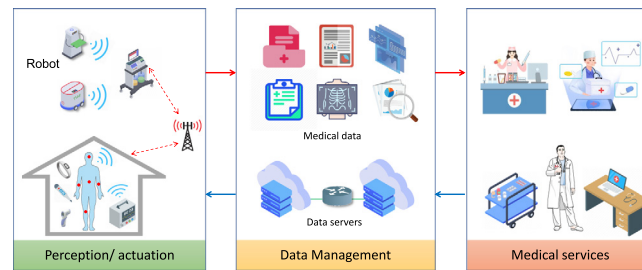 Robot
Medical data
Data servers
Perception/ actuation
Data Management
Medical services